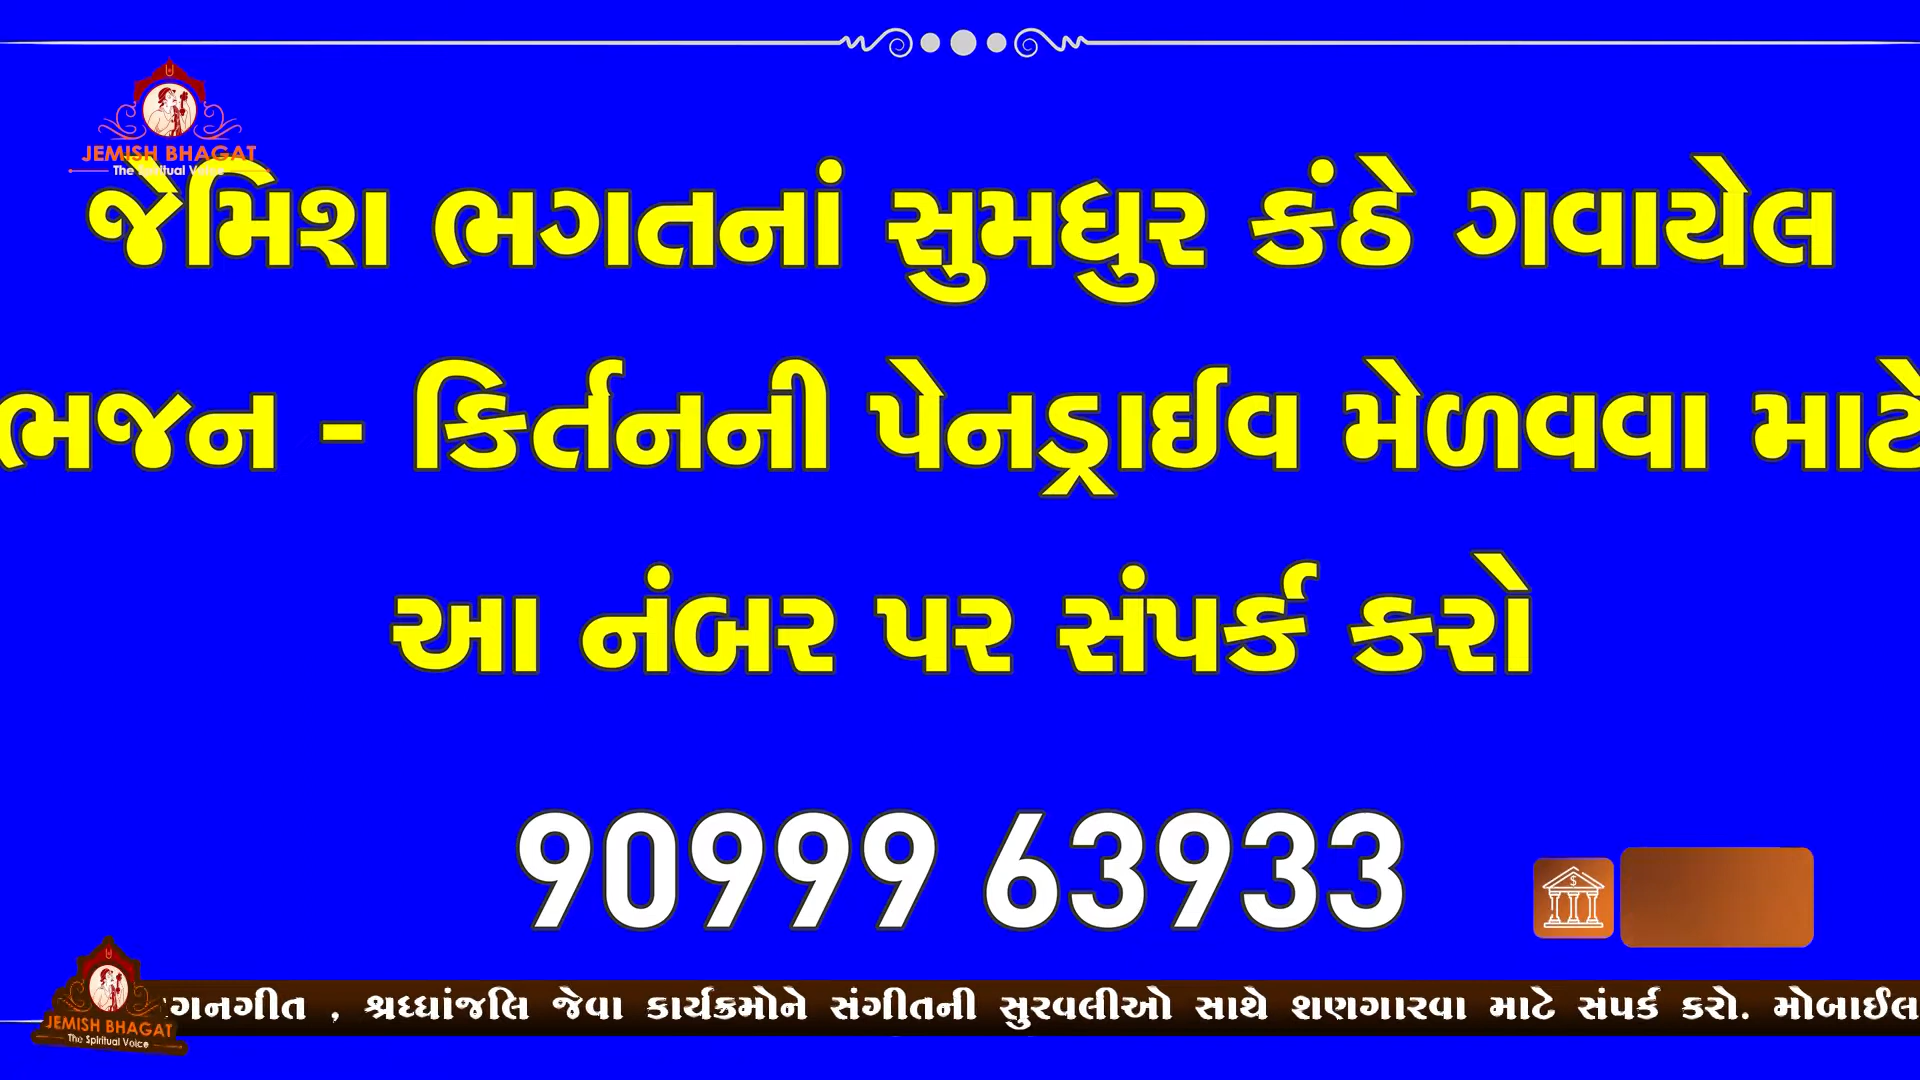 JEMISH BHAGAT
The Spiritual Voice
જેમિશ ભગતનાં સુમધુર કંઠે ગવાયેલ
ભજન - કિર્તનની પેનડ્રાઈવ મેળવવા માટે
આ નંબર પર સંપર્ક કરો
90999 63933
JEMISH BHAGAT
The Spiritual Voice
ગનગીત , શ્રધ્ધાંજલિ જેવા કાર્યક્રમોને સંગીતની સુરવલીઓ સાથે શણગારવા માટે સંપર્ક કરો. મોબાઈલ